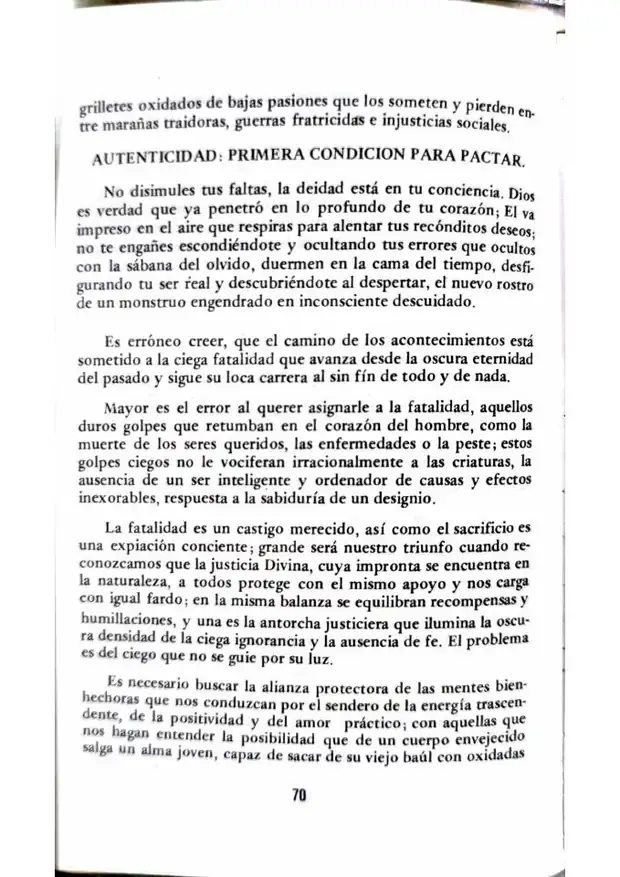 grilletes oxidados de bajas pasiones que los someten y pierden en-
tre marañas traidoras, guerras fratricidas e injusticias sociales.
AUTENTICIDAD: PRIMERA CONDICION PARA PACTAR.
No disimules tus faltas, la deidad está en tu conciencia. Dios
es verdad que ya penetró en lo profundo de tu corazón; El va
impreso en el aire que respiras para alentar tus recónditos deseos;
no te engañes escondiéndote y ocultando tus errores que ocultos
con la sábana del olvido, duermen en la cama del tiempo, desfi-
gurando tu ser real y descubriéndote al despertar, el nuevo rostro
de un monstruo engendrado en inconsciente descuidado.
Es erróneo creer, que el camino de los acontecimientos está
sometido a la ciega fatalidad que avanza desde la oscura eternidad
del pasado y sigue su loca carrera al sin fín de todo y de nada.
Mayor es el error al querer asignarle a la fatalidad, aquellos
duros golpes que retumban en el corazón del hombre, como la
muerte de los seres queridos, las enfermedades o la peste; estos
golpes ciegos no le vociferan irracionalmente a las criaturas, la
ausencia de un ser inteligente y ordenador de causas y efectos
inexorables, respuesta a la sabiduría de un designio.
La fatalidad es un castigo merecido, así como el sacrificio es
una expiación conciente; grande será nuestro triunfo cuando re-
conozcamos que la justicia Divina, cuya impronta se encuentra en
la naturaleza, a todos protege con el mismo apoyo y nos carga
con igual fardo; en la misma balanza se equilibran recompensas y
humillaciones, y una es la antorcha justiciera que ilumina la oscu-
ra densidad de la ciega ignorancia y la ausencia de fe. El problema
es del ciego que no se guie por su luz.
Es necesario buscar la alianza protectora de las mentes bien-
hechoras que nos conduzcan por el sendero de la energía trascen-
dente, de la positividad y del amor práctico; con aquellas que
nos hagan entender la posibilidad que de un cuerpo envejecido
salga un alma joven, capaz de sacar de su viejo baúl con oxidadas
70